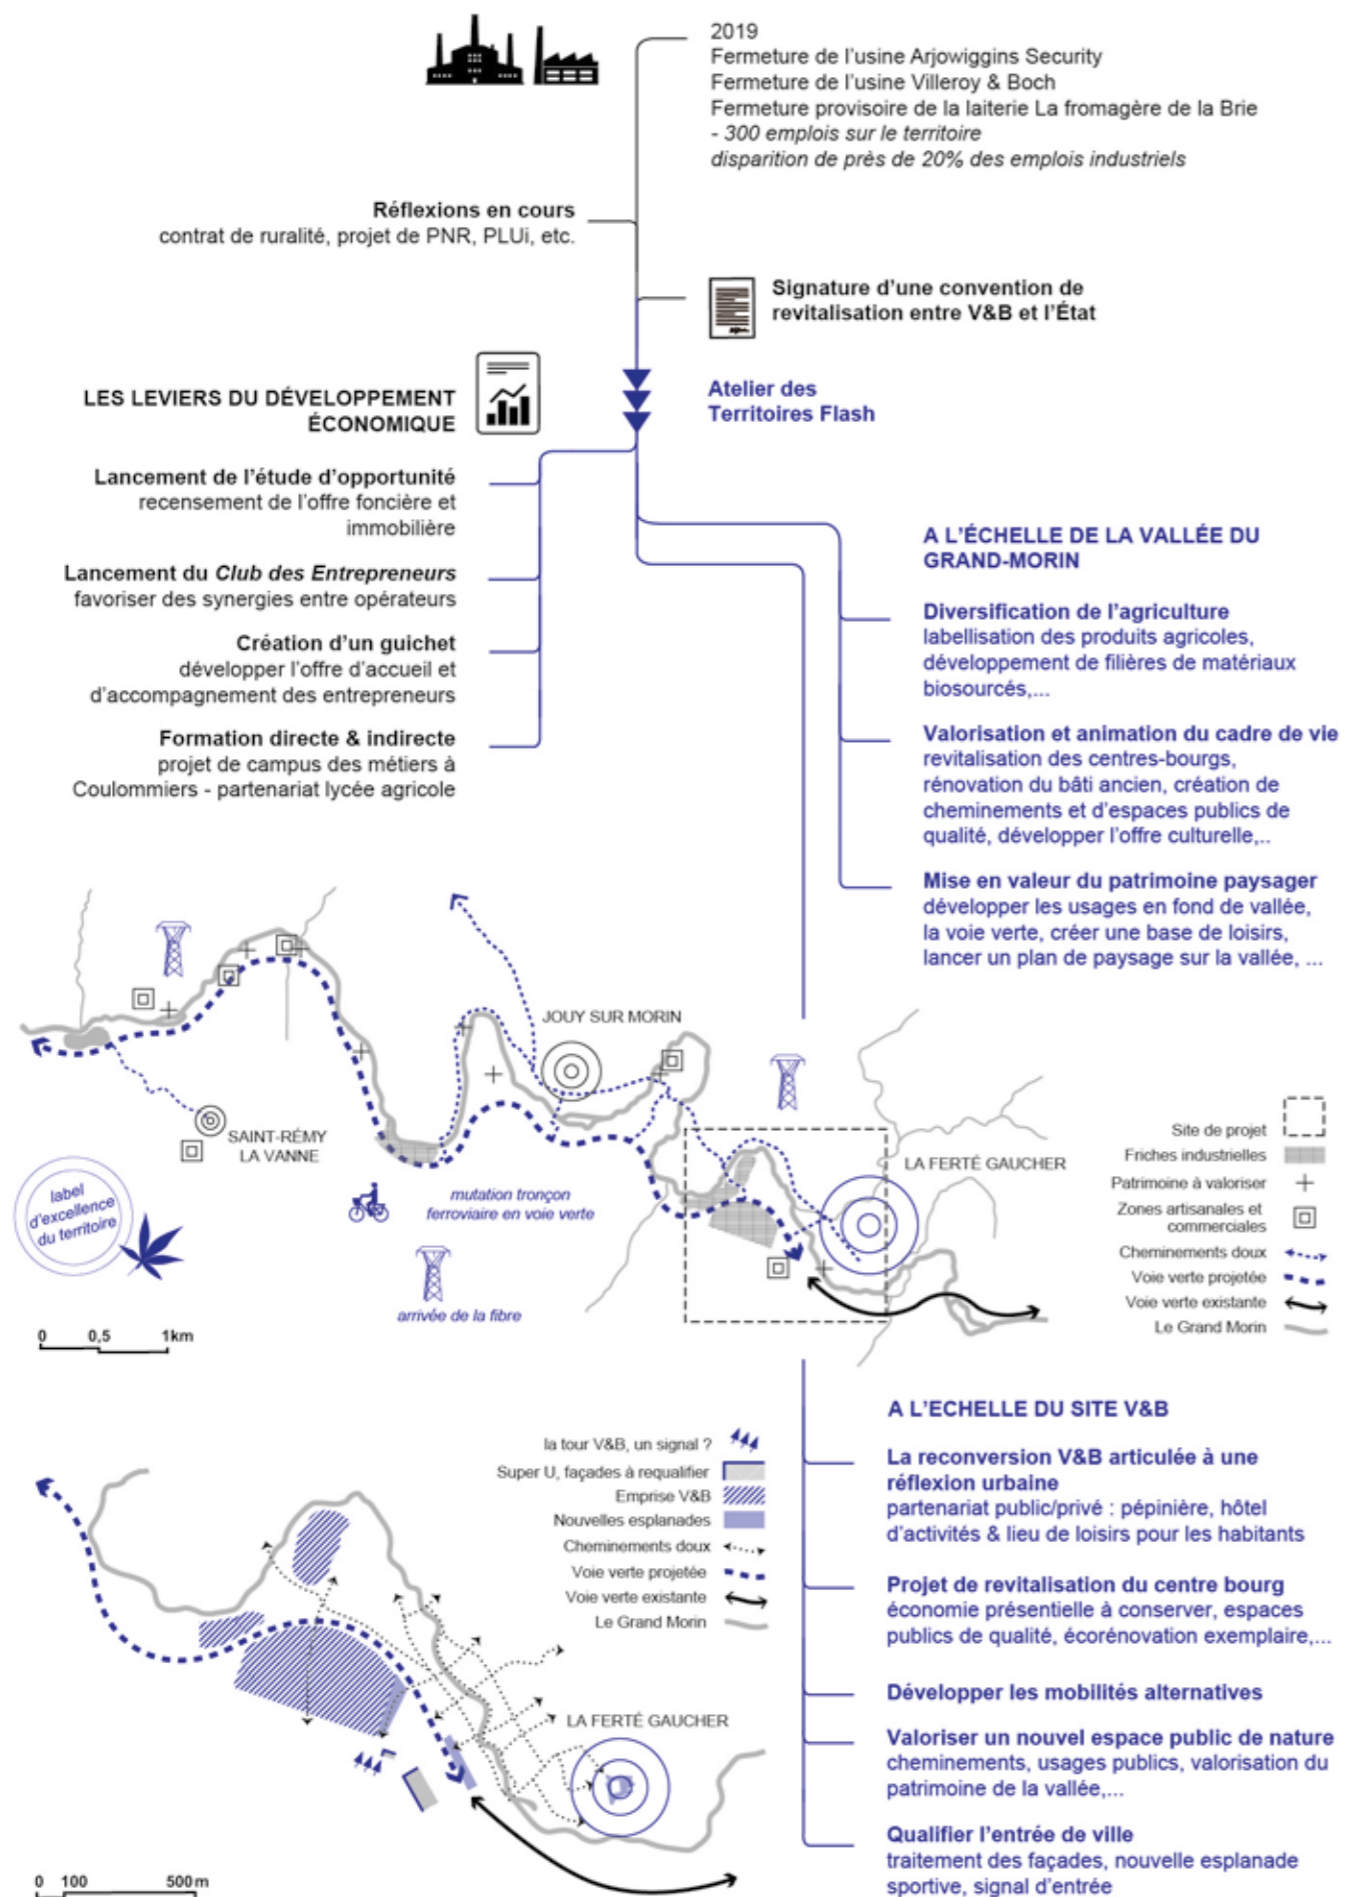 2019
Fermeture de l'usine Arjowiggins Security
Fermeture de l'usine Villeroy & Boch
Fermeture provisoire de la laiterie La fromagère de la Brie
- 300 emplois sur le territoire
disparition de près de 20% des emplois industriels
Réflexions en cours
contrat de ruralité, projet de PNR, PLUi, etc.
Signature d'une convention de
revitalisation entre V&B et l'État
Atelier des
Territoires Flash
LES LEVIERS DU DÉVELOPPEMENT
ÉCONOMIQUE
Lancement de l'étude d'opportunité
recensement de l'offre foncière et
immobilière
Lancement du Club des Entrepreneurs
favoriser des synergies entre opérateurs
Création d'un guichet
développer l'offre d'accueil et
d'accompagnement des entrepreneurs
Formation directe & indirecte
projet de campus des métiers à
Coulommiers - partenariat lycée agricole
A L'ÉCHELLE DE LA VALLÉE DU
GRAND-MORIN
Diversification de l'agriculture
labellisation des produits agricoles,
développement de filières de matériaux
biosourcés,...
Valorisation et animation du cadre de vie
revitalisation des centres-bourgs,
rénovation du bâti ancien, création de
cheminements et d'espaces publics de
qualité, développer l'offre culturelle,..
Mise en valeur du patrimoine paysager
développer les usages en fond de vallée,
la voie verte, créer une base de loisirs,
lancer un plan de paysage sur la vallée, ...
JOUY SUR MORIN
SAINT-RÉMY
LA VANNE
LA FERTÉ GAUCHER
label
d'excellence
du territoire
mutation tronçon
ferroviaire en voie verte
arrivée de la fibre
0 0,5 1km
Site de projet
Friches industrielles
Patrimoine à valoriser
Zones artisanales et
commerciales
Cheminements doux
Voie verte projetée
Voie verte existante
Le Grand Morin
la tour V&B, un signal ?
Super U, façades à requalifier
Emprise V&B
Nouvelles esplanades
Cheminements doux
Voie verte projetée
Voie verte existante
Le Grand Morin
LA FERTÉ GAUCHER
0 100 500 m
A L'ECHELLE DU SITE V&B
La reconversion V&B articulée à une
réflexion urbaine
partenariat public/privé : pépinière, hôtel
d'activités & lieu de loisirs pour les habitants
Projet de revitalisation du centre bourg
économie présentielle à conserver, espaces
publics de qualité, écorénovation exemplaire,...
Développer les mobilités alternatives
Valoriser un nouvel espace public de nature
cheminements, usages publics, valorisation du
patrimoine de la vallée,...
Qualifier l'entrée de ville
traitement des façades, nouvelle esplanade
sportive, signal d'entrée